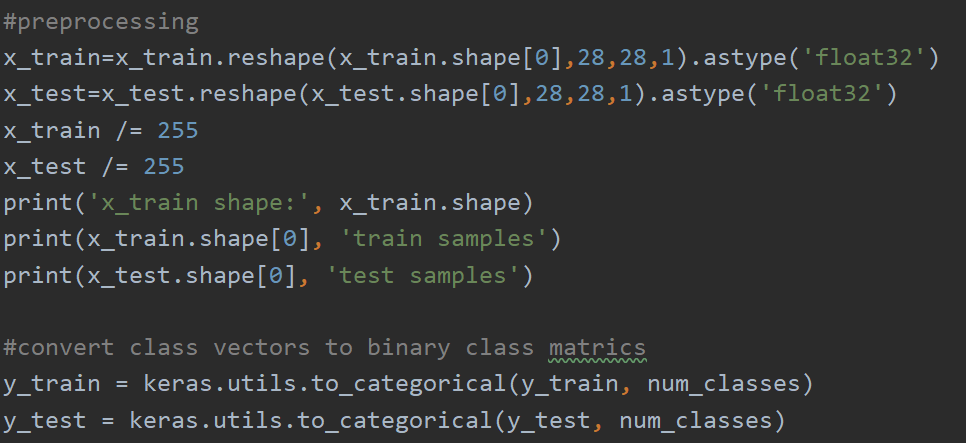 #preprocessing
x_train=x_train.reshape(x_train.shape[0],28,28,1).astype('float32')
x_test=x_test.reshape(x_test.shape[0],28,28,1).astype('float32')
x_train /= 255
x_test /= 255
print('x_train shape:', x_train.shape)
print(x_train.shape[0], 'train samples')
print(x_test.shape[0], 'test samples')
#convert class vectors to binary class matrics
y_train = keras.utils.to_categorical(y_train, num_classes)
y_test = keras.utils.to_categorical(y_test, num_classes)